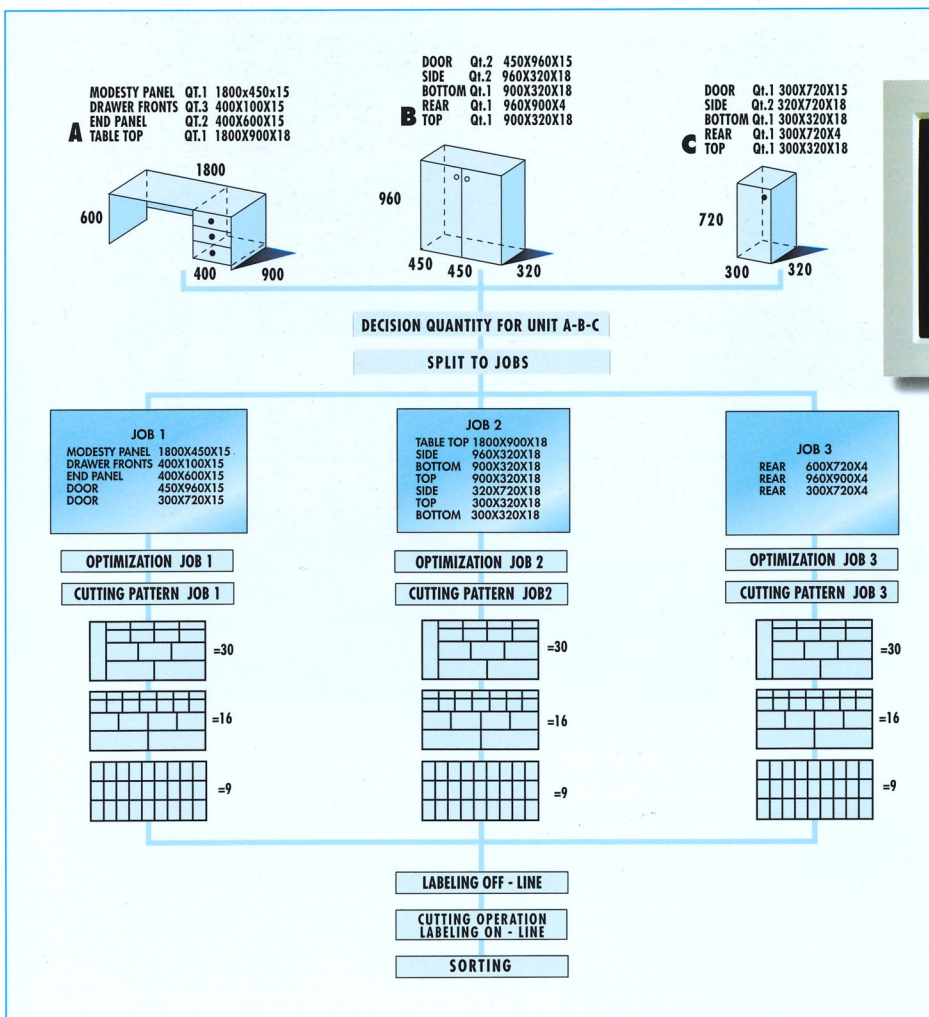 MODESTY PANEL QT.1 1800x450x15
DRAWER FRONTS QT.3 400X100X15
END PANEL QT.2 400X600X15
A TABLE TOP QT.1 1800X900X18
1800
600
400 900
DOOR Qt.2 450X960X15
SIDE Qt.2 960X320X18
BOTTOM Qt.1 900X320X18
REAR Qt.1 960X900X4
B TOP Qt.1 900X320X18
960
450 450 320
DOOR Qt.1 300X720X15
SIDE Qt.2 320X720X18
BOTTOM Qt.1 300X320X18
REAR Qt.1 300X720X4
C TOP Qt.1 300X320X18
720
300 320
DECISION QUANTITY FOR UNIT A-B-C
SPLIT TO JOBS
JOB 1
MODESTY PANEL 1800X450X15
DRAWER FRONTS 400X100X15
END PANEL 400X600X15
DOOR 450X960X15
DOOR 300X720X15
JOB 2
TABLE TOP 1800X900X18
SIDE 960X320X18
BOTTOM 900X320X18
TOP 900X320X18
SIDE 320X720X18
TOP 300X320X18
BOTTOM 300X320X18
JOB 3
REAR 600X720X4
REAR 960X900X4
REAR 300X720X4
OPTIMIZATION JOB 1
CUTTING PATTERN JOB 1
=30
=16
=9
OPTIMIZATION JOB 2
CUTTING PATTERN JOB2
=30
=16
=9
OPTIMIZATION JOB 3
CUTTING PATTERN JOB 3
=30
=16
=9
LABELING OFF - LINE
CUTTING OPERATION
LABELING ON - LINE
SORTING